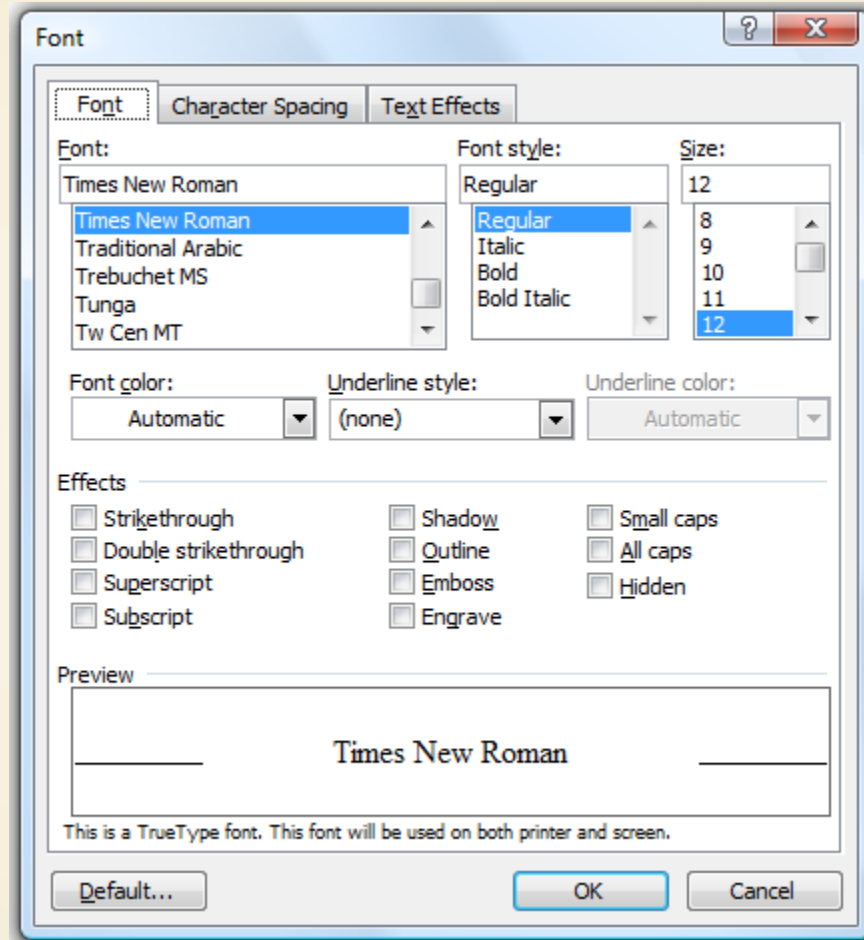 Font
Font Character Spacing Text Effects
Font: Font style: Size:
Times New Roman Regular 12
Times New Roman Regular 8
Traditional Arabic Italic 9
Trebuchet MS Bold 10
Tunga Bold Italic 11
Tw Cen MT 12
Font color: Underline style: Underline color:
Automatic (none) Automatic
Effects
Strikethrough Shadow Small caps
Double strikethrough Outline All caps
Superscript Emboss Hidden
Subscript Engrave
Preview
Times New Roman
This is a TrueType font. This font will be used on both printer and screen.
Default... OK Cancel